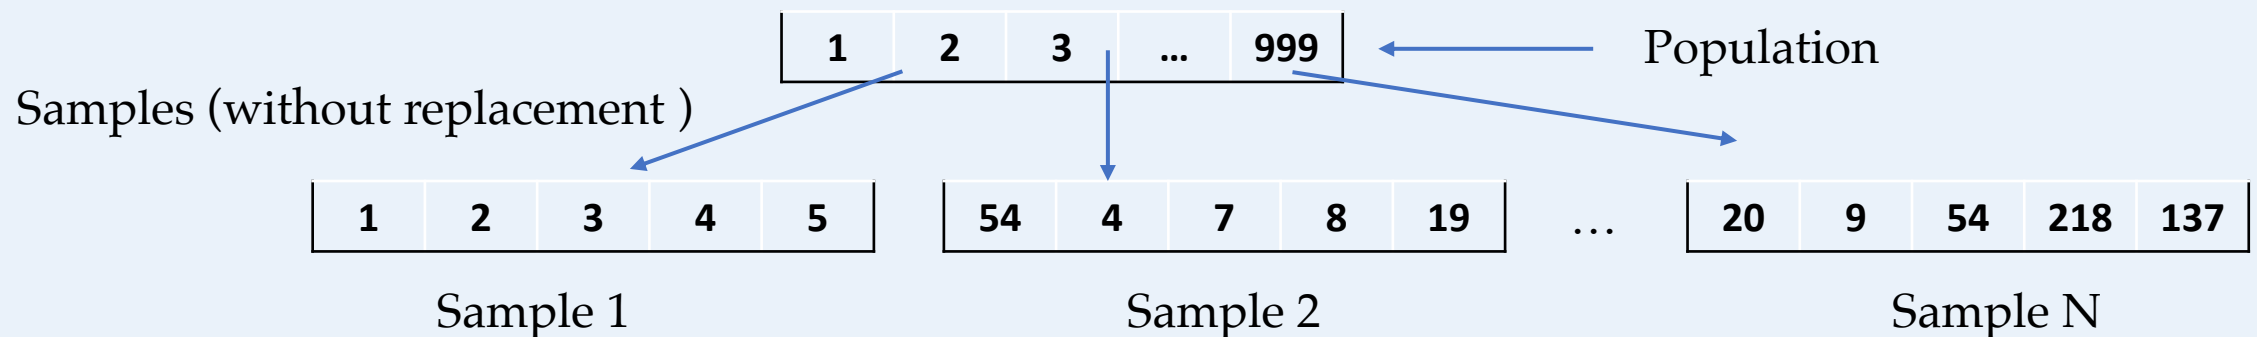 1 2 3 ... 999
Population
Samples (without replacement )
1 2 3 4 5
54 4 7 8 19
...
20 9 54 218 137
Sample 1
Sample 2
Sample N